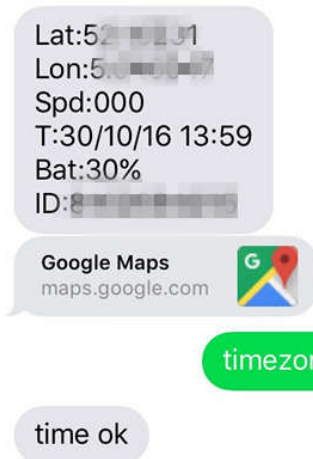 Lat:52
Lon:5.
Spd:000
T:30/10/16 13:59
Bat:30%
ID:8
G
Google Maps
maps.google.com
time ok